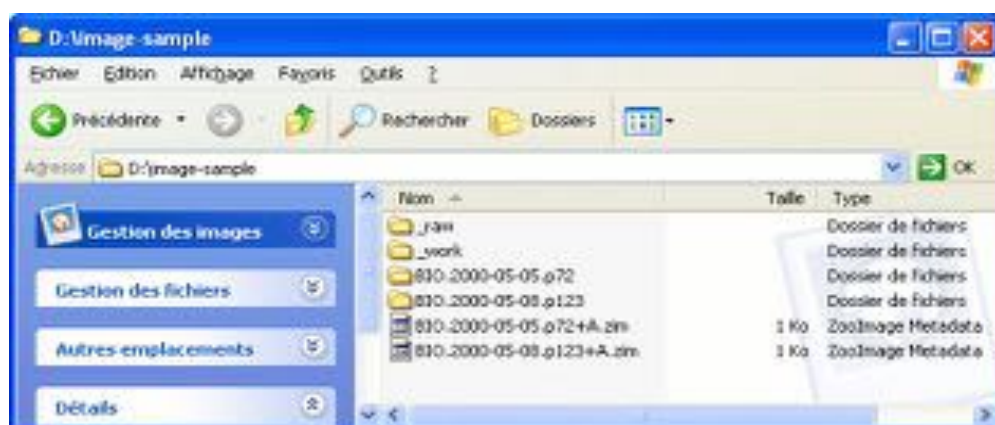 D:\image-sample
Fichier Edition Affichage Favoris Outils ?
Précédente Rechercher Dossiers
Adresse D:\image-sample OK
Nom Taille Type
Gestion des images
Gestion des fichiers
Autres emplacements
Détails
_raw Dossier de fichiers
_work Dossier de fichiers
BIO.2000-05-05.p72 Dossier de fichiers
BIO.2000-05-08.p123 Dossier de fichiers
BIO.2000-05-05.p72+A.zim 1 Ko ZooImage Metadata
BIO.2000-05-08.p123+A.zim 1 Ko ZooImage Metadata